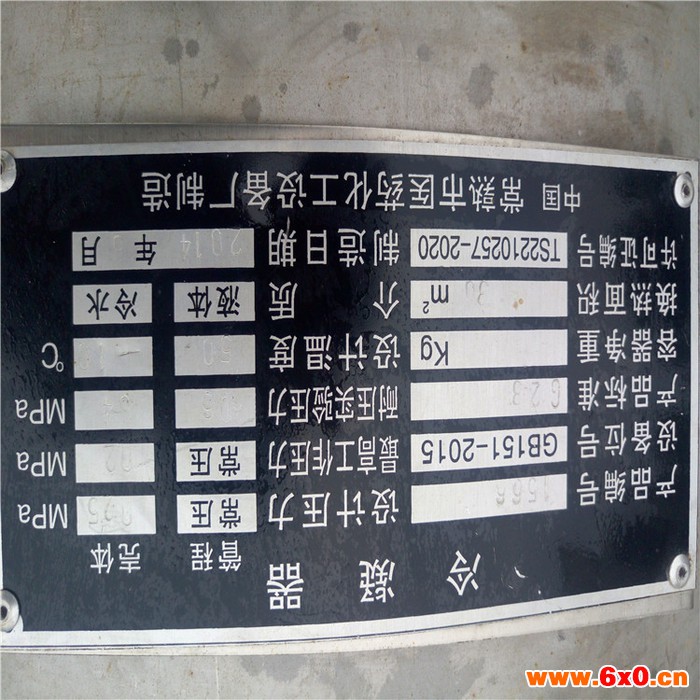 冷凝器
管程 壳体
产品编号 设计压力 常压 MPa
设备位号 GB151-2015 最高工作压力 常压 MPa
产品标准 耐压实验压力 MPa
容器净重 Kg 设计温度 ℃
换热面积 m² 介质 液体 冷水
许可证编号 TS2210257-2020 制造日期 2014 年 月
中国 常熟市医药化工设备厂制造
www.6x0.cn